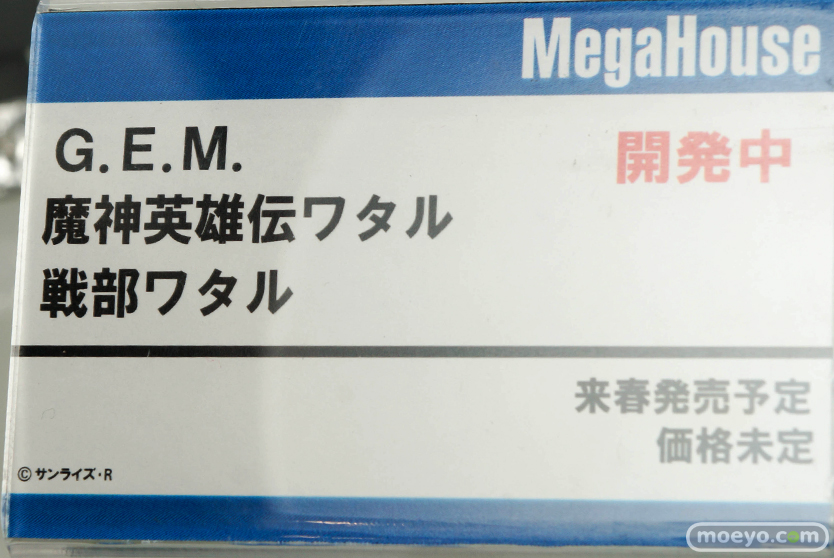 MegaHouse
G.E.M.
開発中
魔神英雄伝ワタル
戦部ワタル
来春発売予定
価格未定
©サンライズ・R
moeyo.com